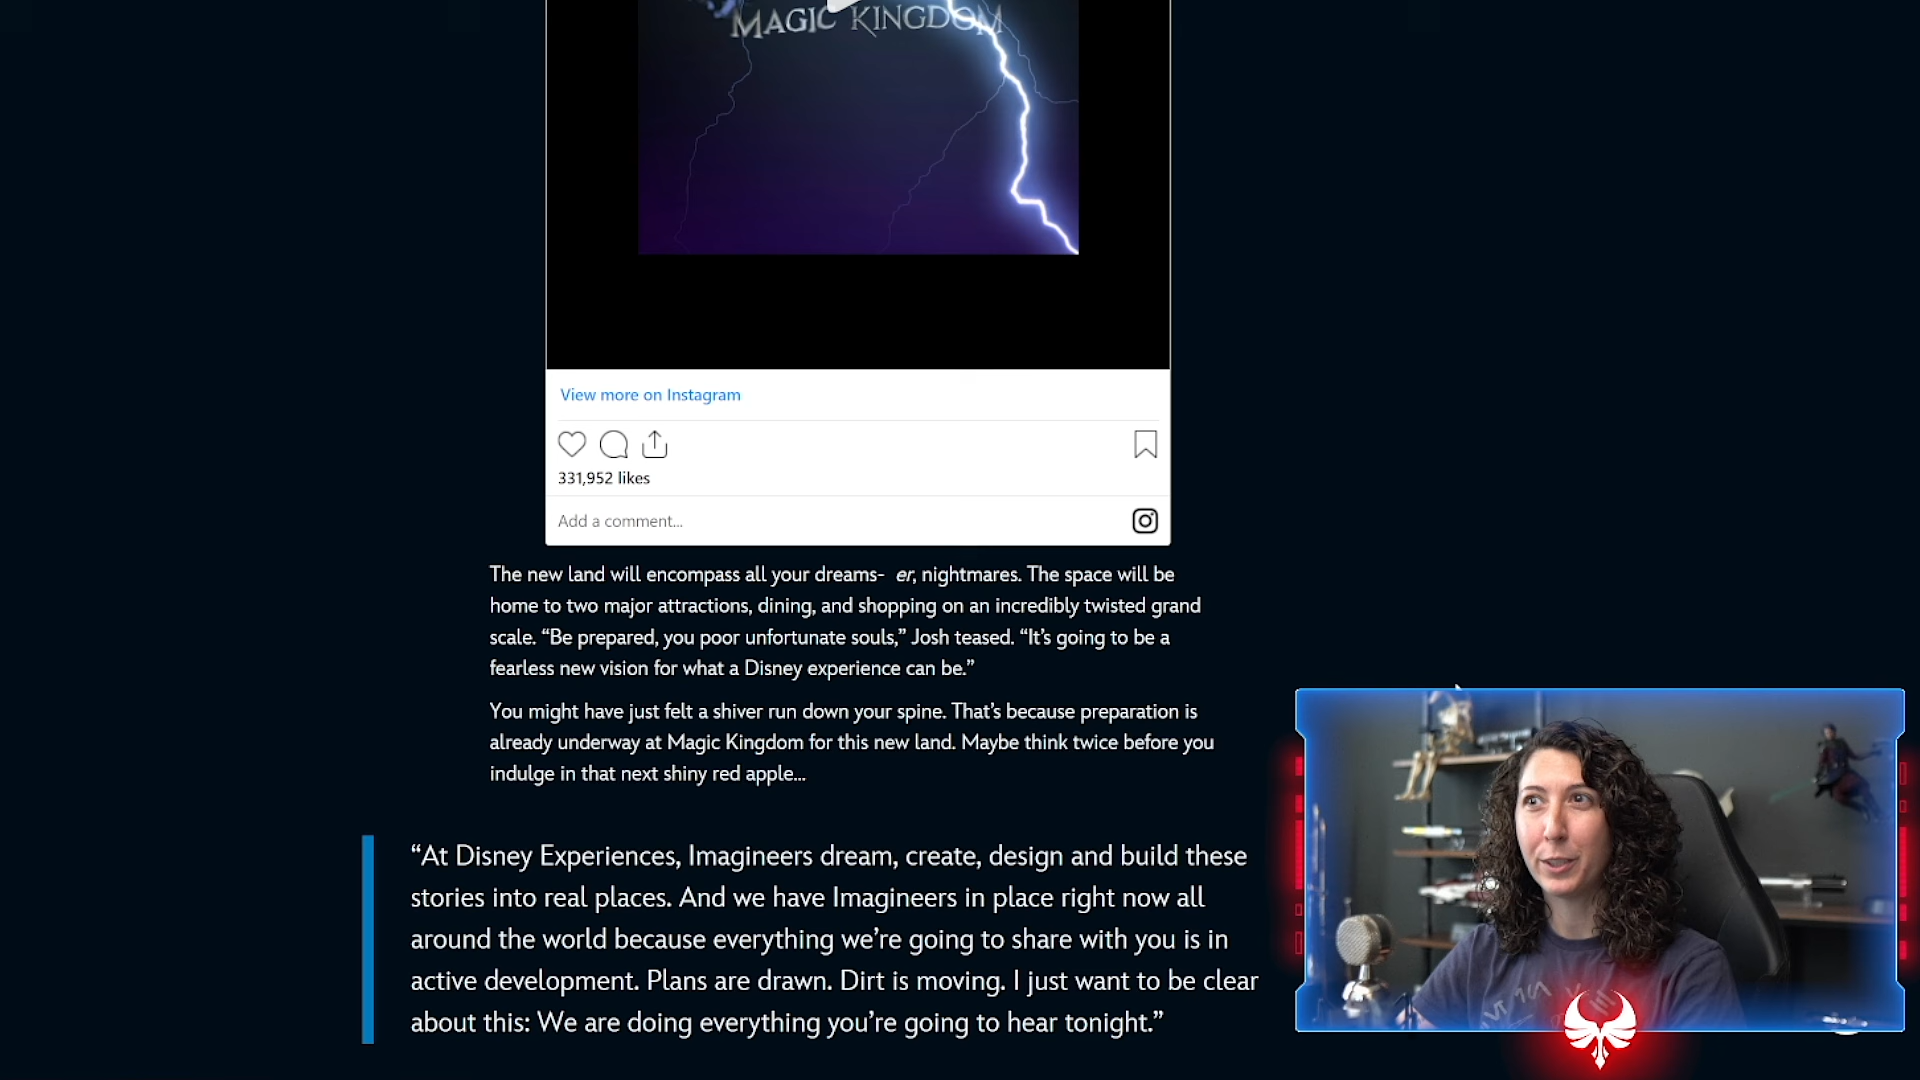 MAGIC KINGDOM
View more on Instagram
331,952 likes
Add a comment...
The new land will encompass all your dreams- er, nightmares. The space will be
home to two major attractions, dining, and shopping on an incredibly twisted grand
scale. “Be prepared, you poor unfortunate souls,” Josh teased. “It’s going to be a
fearless new vision for what a Disney experience can be.”
You might have just felt a shiver run down your spine. That’s because preparation is
already underway at Magic Kingdom for this new land. Maybe think twice before you
indulge in that next shiny red apple...
“At Disney Experiences, Imagineers dream, create, design and build these
stories into real places. And we have Imagineers in place right now all
around the world because everything we’re going to share with you is in
active development. Plans are drawn. Dirt is moving. I just want to be clear
about this: We are doing everything you’re going to hear tonight.”